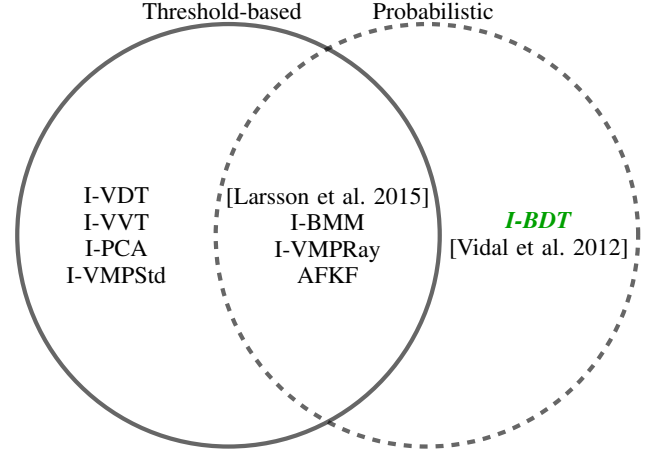 Threshold-based
Probabilistic
I-VDT
I-VVT
I-PCA
I-VMPStd
[Larsson et al. 2015]
I-BMM
I-VMPRay
AFKF
I-BDT
[Vidal et al. 2012]